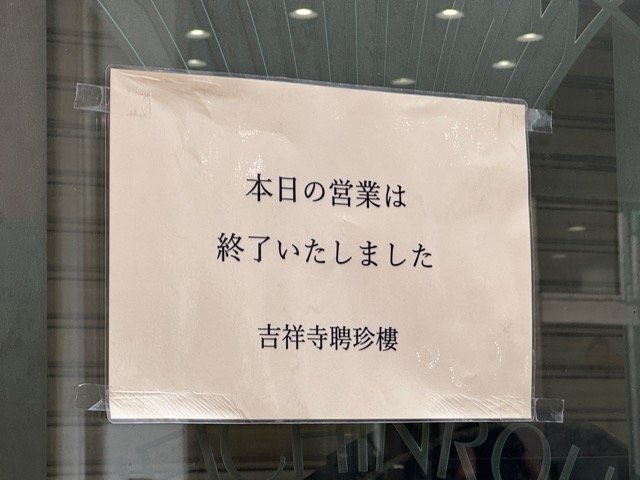 本日の営業は
終了いたしました
吉祥寺聘珍樓